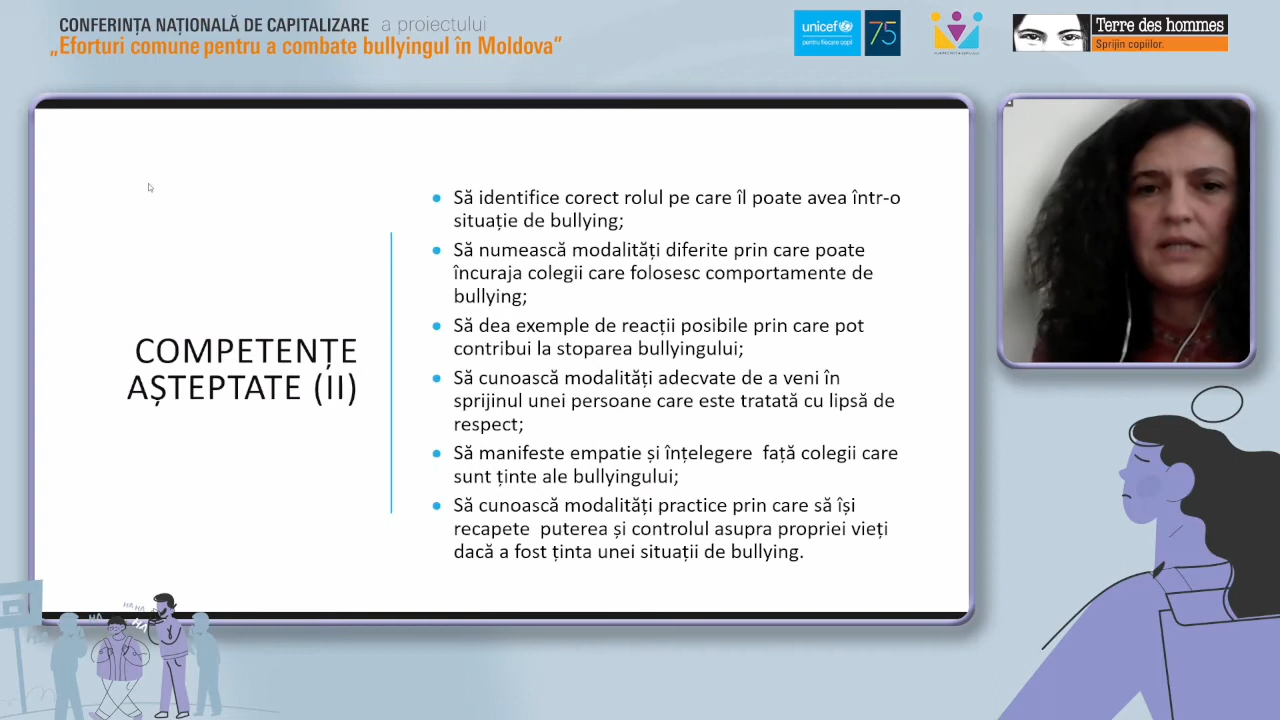 CONFERINȚA NAȚIONALĂ DE CAPITALIZARE a proiectului
„Eforturi comune pentru a combate bullyingul în Moldova”
unicef
pentru fiecare copil
75
Terre des hommes
Sprijin copiilor.
COMPETENȚE
AȘTEPTATE (II)
Să identifice corect rolul pe care îl poate avea într-o
situație de bullying;
Să numească modalități diferite prin care poate
încuraja colegii care folosesc comportamente de
bullying;
Să dea exemple de reacții posibile prin care pot
contribui la stoparea bullyingului;
Să cunoască modalități adecvate de a veni în
sprijinul unei persoane care este tratată cu lipsă de
respect;
Să manifeste empatie și înțelegere  față colegii care
sunt ținte ale bullyingului;
Să cunoască modalități practice prin care să își
recapete  puterea și controlul asupra propriei vieți
dacă a fost ținta unei situații de bullying.
HA HA
HA
HA
HA